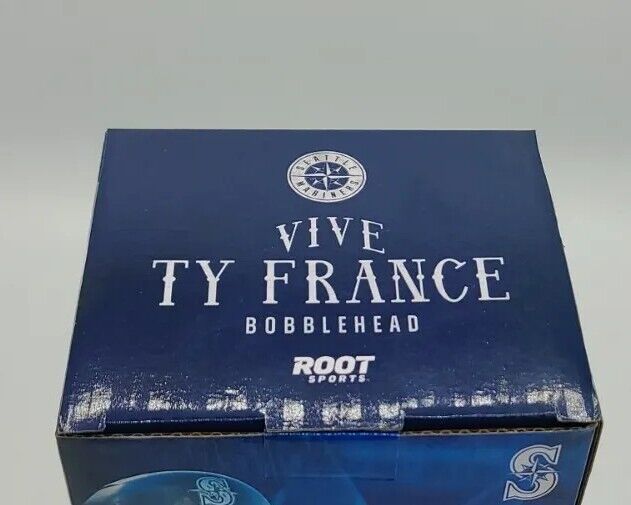 SEATTLE
MARINERS
VIVE
TY FRANCE
BOBBLEHEAD
ROOT
SPORTS
S
S